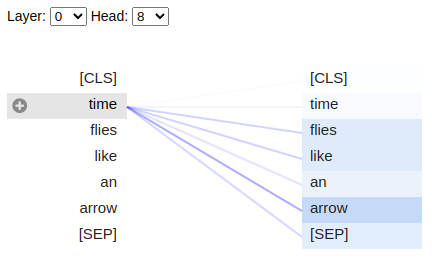 Layer: 0 Head: 8
[CLS] [CLS]
time time
flies flies
like like
an an
arrow arrow
[SEP] [SEP]